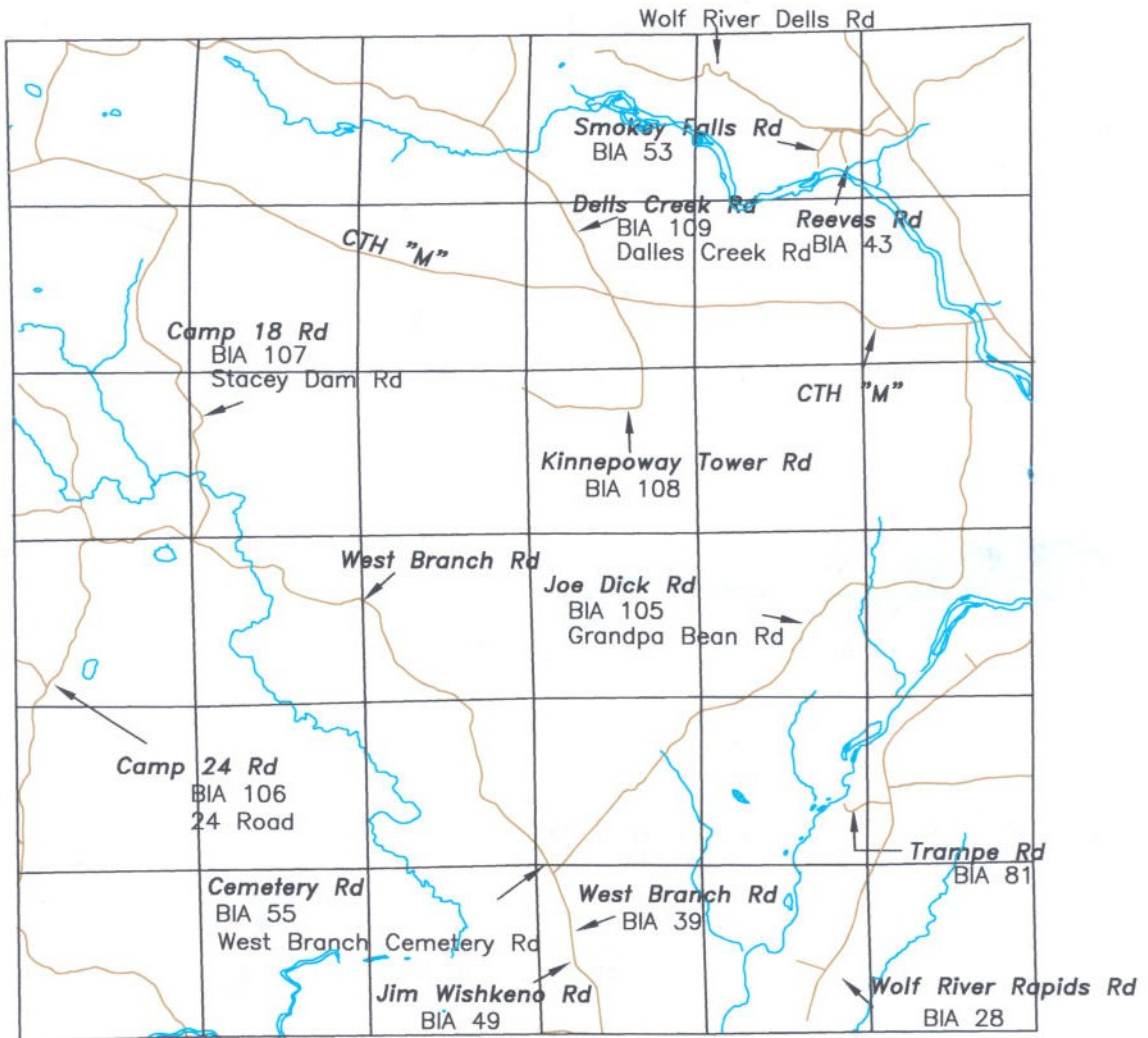 Wolf River Dells Rd
Smokey Falls Rd
BIA 53
Dells Creek Rd
BIA 109
Dalles Creek Rd
Reeves Rd
BIA 43
CTH "M"
Camp 18 Rd
BIA 107
Stacey Dam Rd
CTH "M"
Kinnepoway Tower Rd
BIA 108
West Branch Rd
Joe Dick Rd
BIA 105
Grandpa Bean Rd
Camp 24 Rd
BIA 106
24 Road
Trampe Rd
BIA 81
Cemetery Rd
BIA 55
West Branch Cemetery Rd
West Branch Rd
BIA 39
Jim Wishkeno Rd
BIA 49
Wolf River Rapids Rd
BIA 28